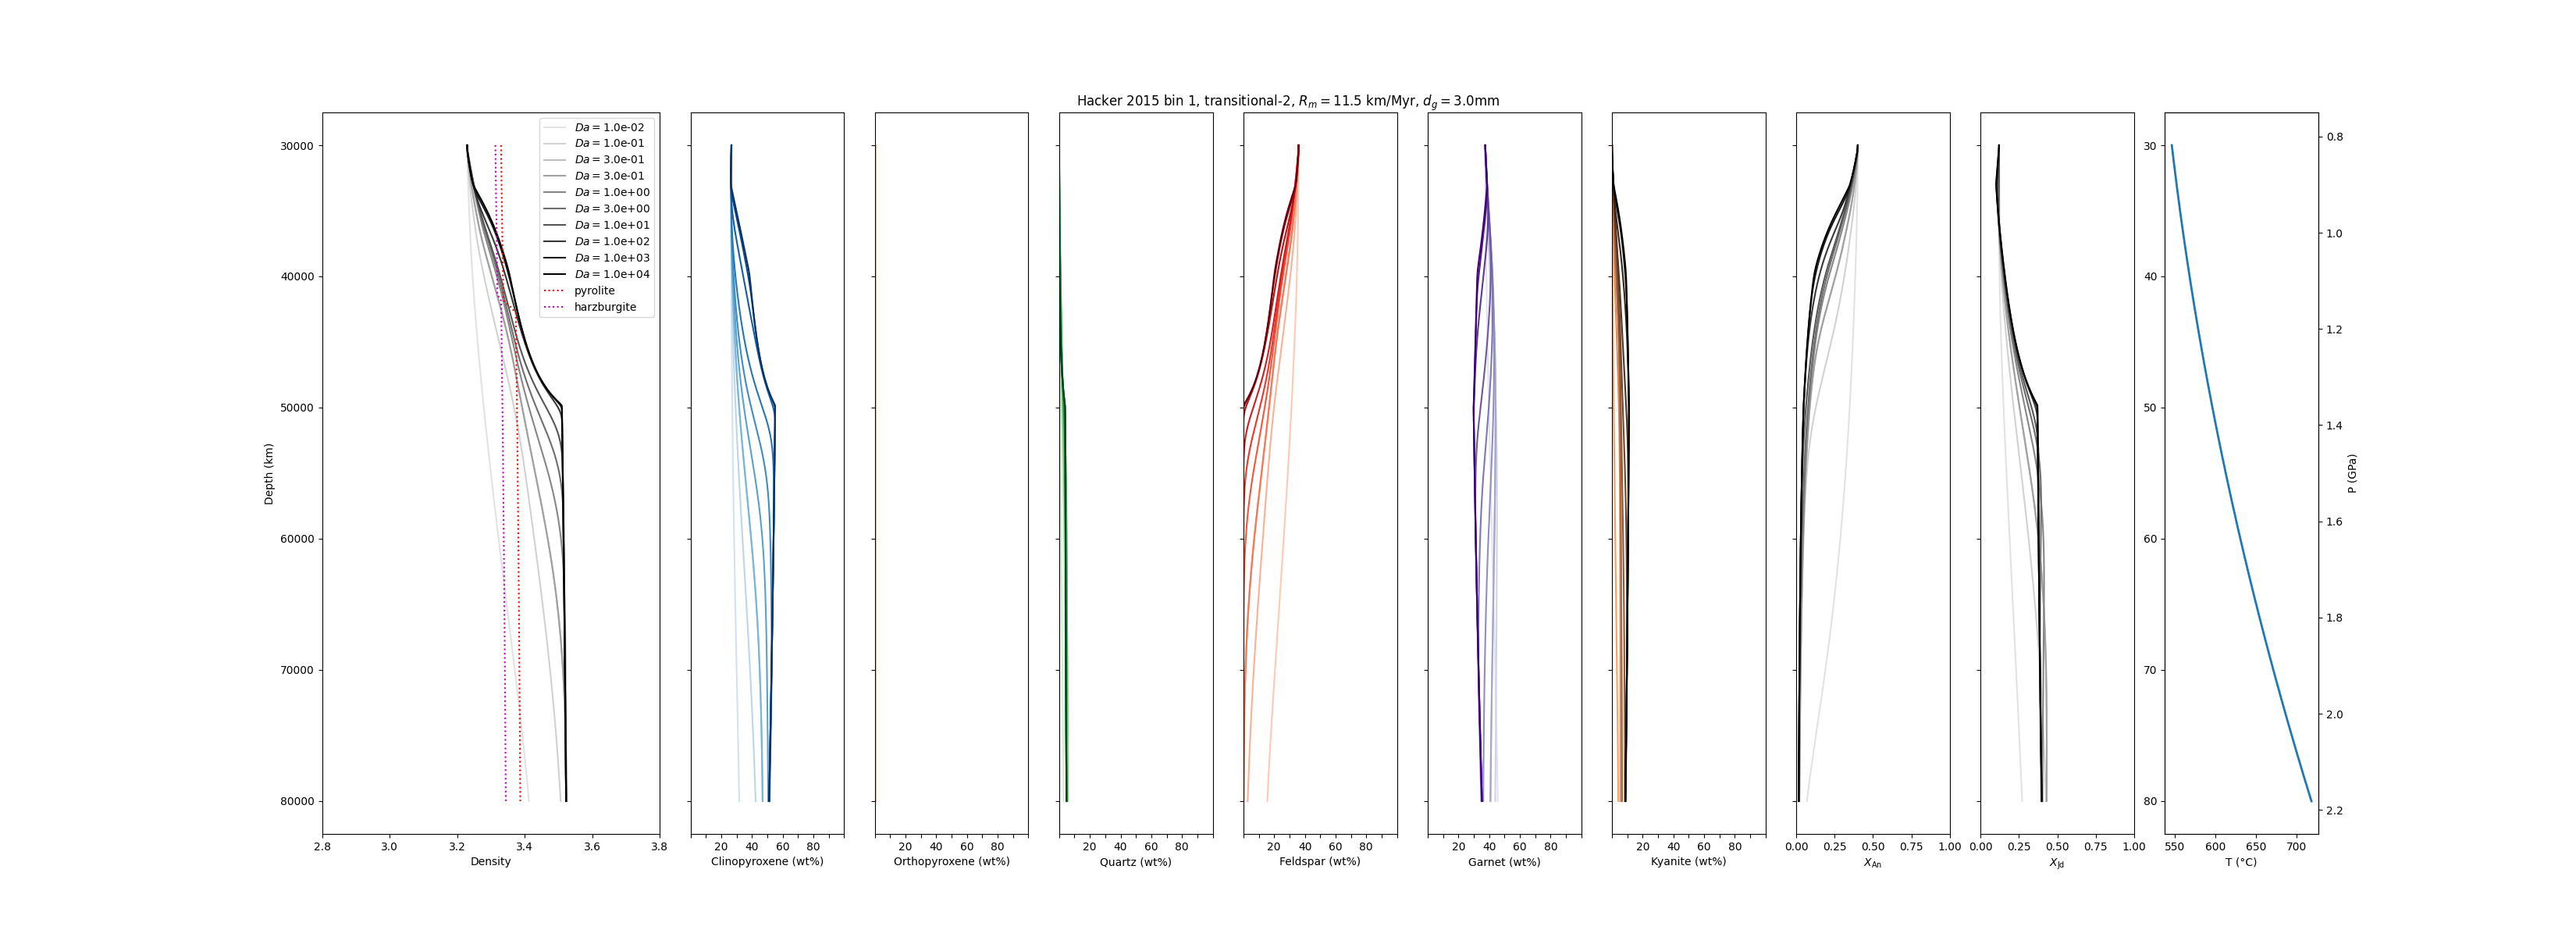 Hacker 2015 bin 1, transitional-2, R_m = 11.5 km/Myr, d_g = 3.0mm
Da = 1.0e-02
Da = 1.0e-01
Da = 3.0e-01
Da = 3.0e-01
Da = 1.0e+00
Da = 3.0e+00
Da = 1.0e+01
Da = 1.0e+02
Da = 1.0e+03
Da = 1.0e+04
pyrolite
harzburgite
Depth (km)
30000
40000
50000
60000
70000
80000
2.8 3.0 3.2 3.4 3.6 3.8
Density
20 40 60 80
Clinopyroxene (wt%)
20 40 60 80
Orthopyroxene (wt%)
20 40 60 80
Quartz (wt%)
20 40 60 80
Feldspar (wt%)
20 40 60 80
Garnet (wt%)
20 40 60 80
Kyanite (wt%)
0.00 0.25 0.50 0.75 1.00
X_An
0.00 0.25 0.50 0.75 1.00
X_Jd
30
40
50
60
70
80
550 600 650 700
T (°C)
0.8
1.0
1.2
1.4
1.6
1.8
2.0
2.2
P (GPa)